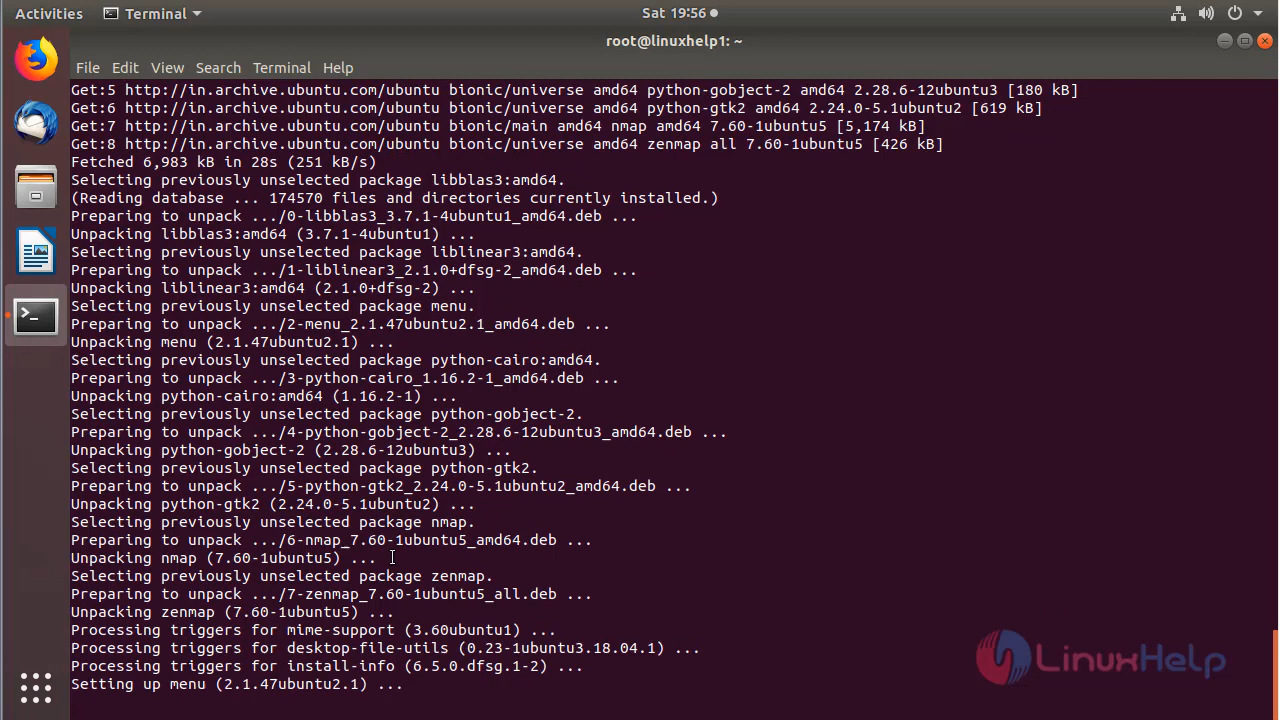 Activities Terminal Sat 19:56
root@linuxhelp1: ~
File Edit View Search Terminal Help
Get:5 http://in.archive.ubuntu.com/ubuntu bionic/universe amd64 python-gobject-2 amd64 2.28.6-12ubuntu3 [180 kB]
Get:6 http://in.archive.ubuntu.com/ubuntu bionic/universe amd64 python-gtk2 amd64 2.24.0-5.1ubuntu2 [619 kB]
Get:7 http://in.archive.ubuntu.com/ubuntu bionic/main amd64 nmap amd64 7.60-1ubuntu5 [5,174 kB]
Get:8 http://in.archive.ubuntu.com/ubuntu bionic/universe amd64 zenmap all 7.60-1ubuntu5 [426 kB]
Fetched 6,983 kB in 28s (251 kB/s)
Selecting previously unselected package libblas3:amd64.
(Reading database ... 174570 files and directories currently installed.)
Preparing to unpack .../0-libblas3_3.7.1-4ubuntu1_amd64.deb ...
Unpacking libblas3:amd64 (3.7.1-4ubuntu1) ...
Selecting previously unselected package liblinear3:amd64.
Preparing to unpack .../1-liblinear3_2.1.0+dfsg-2_amd64.deb ...
Unpacking liblinear3:amd64 (2.1.0+dfsg-2) ...
Selecting previously unselected package menu.
Preparing to unpack .../2-menu_2.1.47ubuntu2.1_amd64.deb ...
Unpacking menu (2.1.47ubuntu2.1) ...
Selecting previously unselected package python-cairo:amd64.
Preparing to unpack .../3-python-cairo_1.16.2-1_amd64.deb ...
Unpacking python-cairo:amd64 (1.16.2-1) ...
Selecting previously unselected package python-gobject-2.
Preparing to unpack .../4-python-gobject-2_2.28.6-12ubuntu3_amd64.deb ...
Unpacking python-gobject-2 (2.28.6-12ubuntu3) ...
Selecting previously unselected package python-gtk2.
Preparing to unpack .../5-python-gtk2_2.24.0-5.1ubuntu2_amd64.deb ...
Unpacking python-gtk2 (2.24.0-5.1ubuntu2) ...
Selecting previously unselected package nmap.
Preparing to unpack .../6-nmap_7.60-1ubuntu5_amd64.deb ...
Unpacking nmap (7.60-1ubuntu5) ...
Selecting previously unselected package zenmap.
Preparing to unpack .../7-zenmap_7.60-1ubuntu5_all.deb ...
Unpacking zenmap (7.60-1ubuntu5) ...
Processing triggers for mime-support (3.60ubuntu1) ...
Processing triggers for desktop-file-utils (0.23-1ubuntu3.18.04.1) ...
Processing triggers for install-info (6.5.0.dfsg.1-2) ...
Setting up menu (2.1.47ubuntu2.1) ...
LinuxHelp